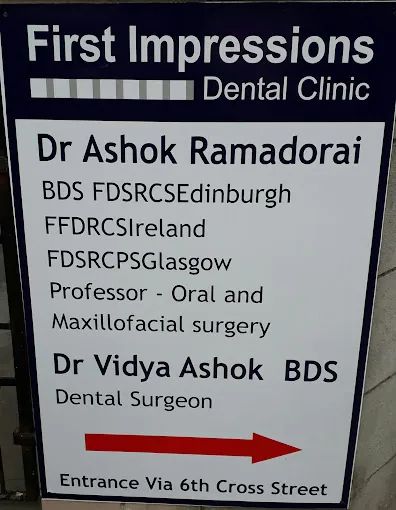 First Impressions
Dental Clinic
Dr Ashok Ramadorai
BDS FDSRCSEdinburgh
FFDRCSIreland
FDSRCPSGlasgow
Professor - Oral and
Maxillofacial surgery
Dr Vidya Ashok BDS
Dental Surgeon
Entrance Via 6th Cross Street